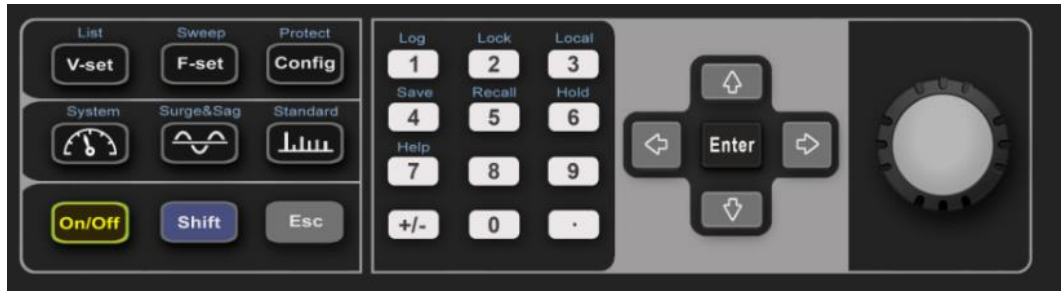 List Sweep Protect
V-set F-set Config
System Surge&Sag Standard
On/Off Shift Esc
Log Lock Local
1 2 3
Save Recall Hold
4 5 6
Help
7 8 9
+/- 0 .
Enter